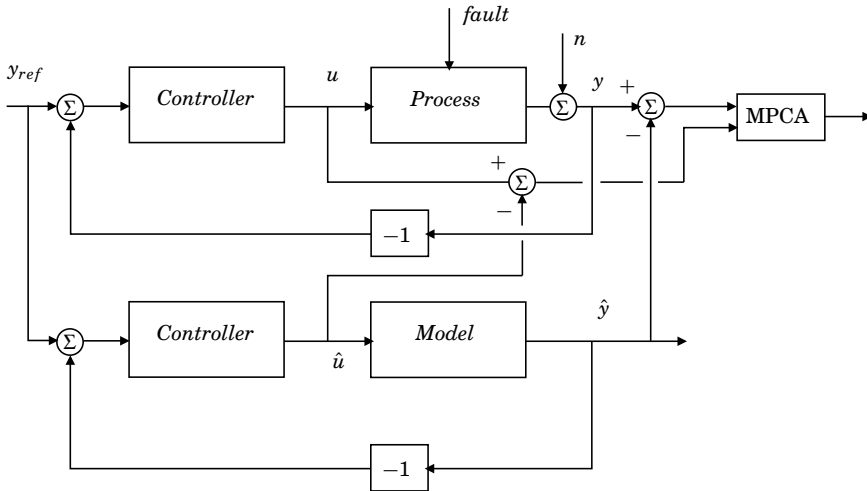 fault
n
y_ref
u
y
+
Σ
Controller
Process
Σ
Σ
MPCA
−
+
Σ
−
−1
ŷ
Σ
Controller
Model
û
−1